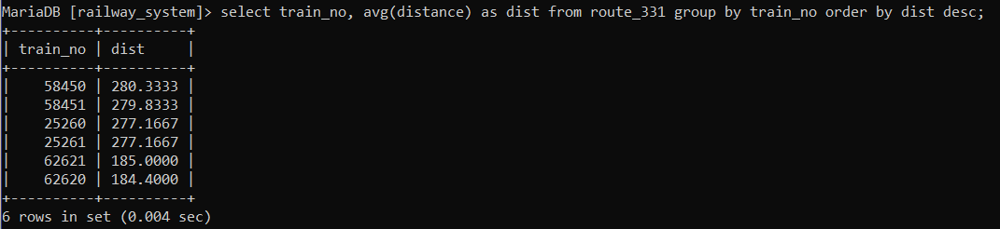 MariaDB [railway_system]> select train_no, avg(distance) as dist from route_331 group by train_no order by dist desc;
+----------+----------+
| train_no | dist     |
+----------+----------+
|    58450 | 280.3333 |
|    58451 | 279.8333 |
|    25260 | 277.1667 |
|    25261 | 277.1667 |
|    62621 | 185.0000 |
|    62620 | 184.4000 |
+----------+----------+
6 rows in set (0.004 sec)